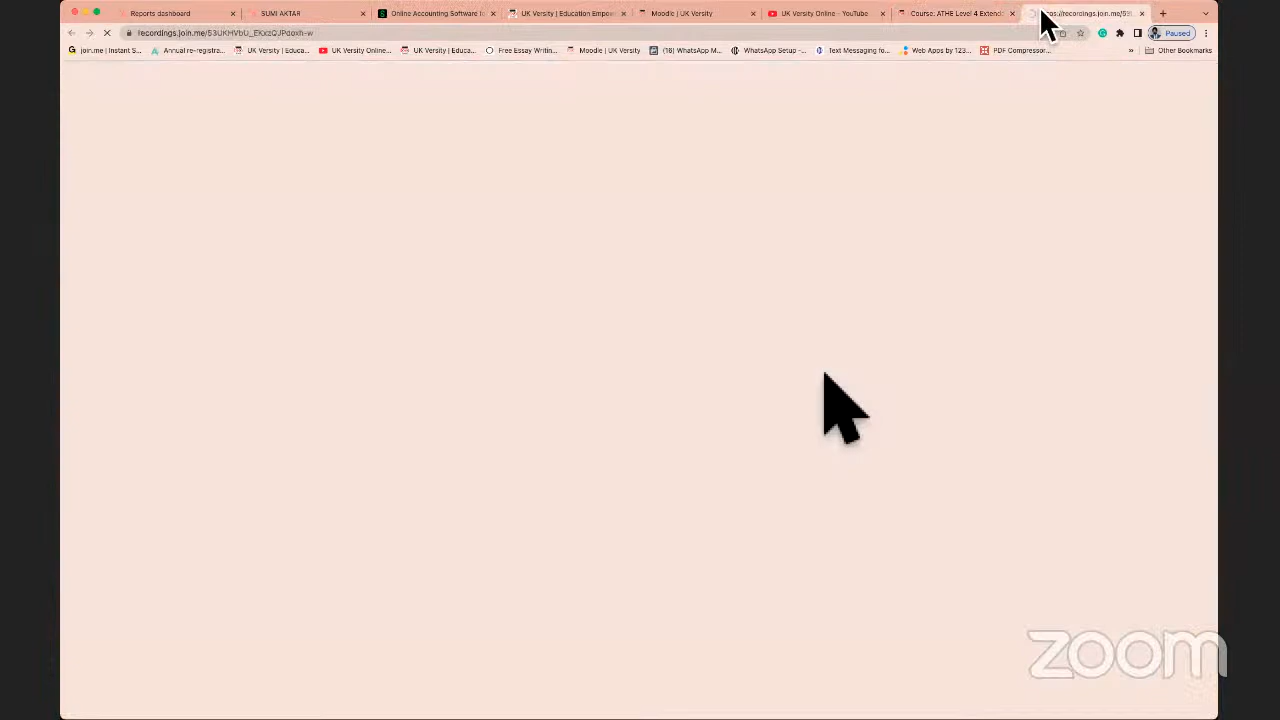 Reports dashboard
SUMI AKTAR
Online Accounting Software
UK Versity | Education Empow
Moodle | UK Versity
UK Versity Online - YouTube
Course: ATHE Level 4 Extend
recordings.join.me/
join.me | Instant S...
Annual re-registra...
UK Versity | Educa...
UK Versity Online...
UK Versity | Educa...
Free Essay Writin...
Moodle | UK Versity
(18) WhatsApp M...
WhatsApp Setup -...
Text Messaging fo...
Web Apps by 123...
PDF Compressor...
»
Other Bookmarks
Paused
zoom